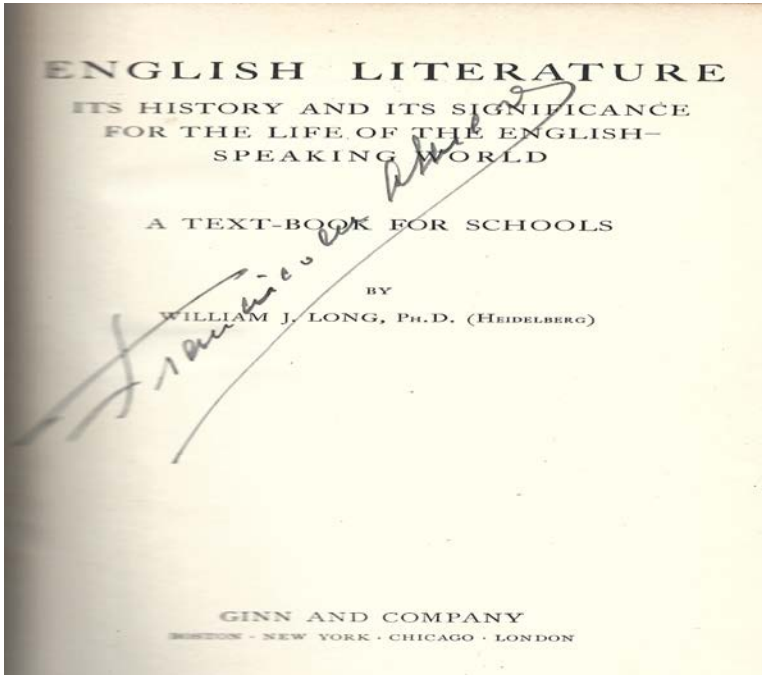 ENGLISH LITERATURE
ITS HISTORY AND ITS SIGNIFICANCE
FOR THE LIFE OF THE ENGLISH—
SPEAKING WORLD
A TEXT-BOOK FOR SCHOOLS
BY
WILLIAM J. LONG, PH.D. (HEIDELBERG)
GINN AND COMPANY
BOSTON · NEW YORK · CHICAGO · LONDON